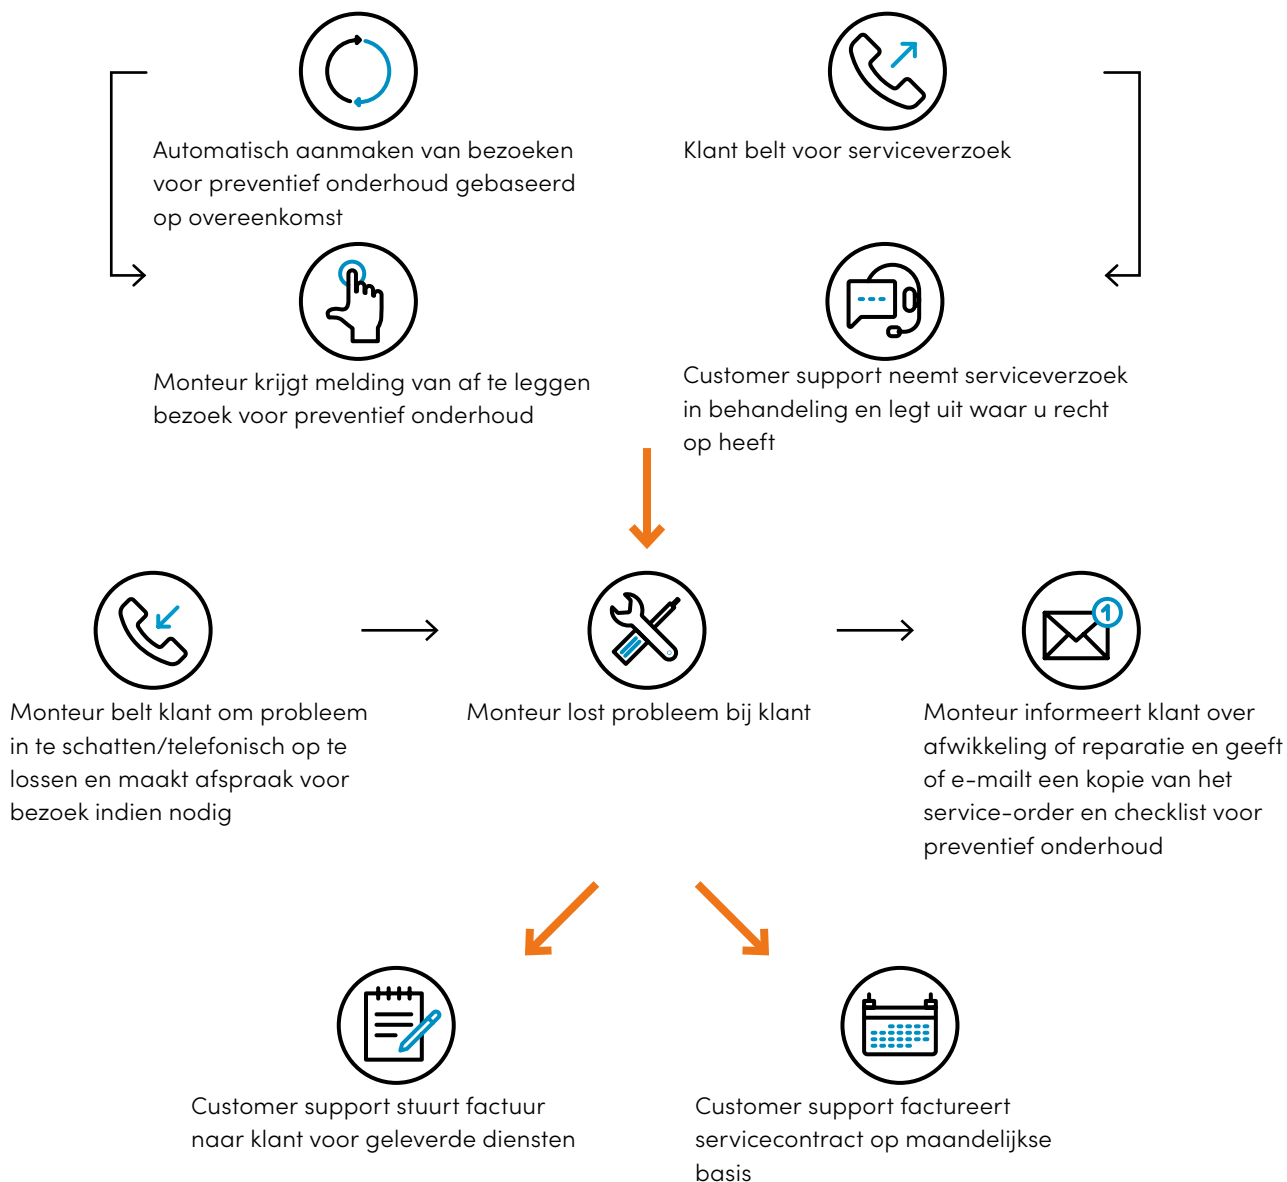 Automatisch aanmaken van bezoeken
voor preventief onderhoud gebaseerd
op overeenkomst
Klant belt voor serviceverzoek
Monteur krijgt melding van af te leggen
bezoek voor preventief onderhoud
Customer support neemt serviceverzoek
in behandeling en legt uit waar u recht
op heeft
1
Monteur belt klant om probleem
in te schatten/telefonisch op te
lossen en maakt afspraak voor
bezoek indien nodig
Monteur lost probleem bij klant
Monteur informeert klant over
afwikkeling of reparatie en geeft
of e-mailt een kopie van het
service-order en checklist voor
preventief onderhoud
Customer support stuurt factuur
naar klant voor geleverde diensten
Customer support factureert
servicecontract op maandelijkse
basis